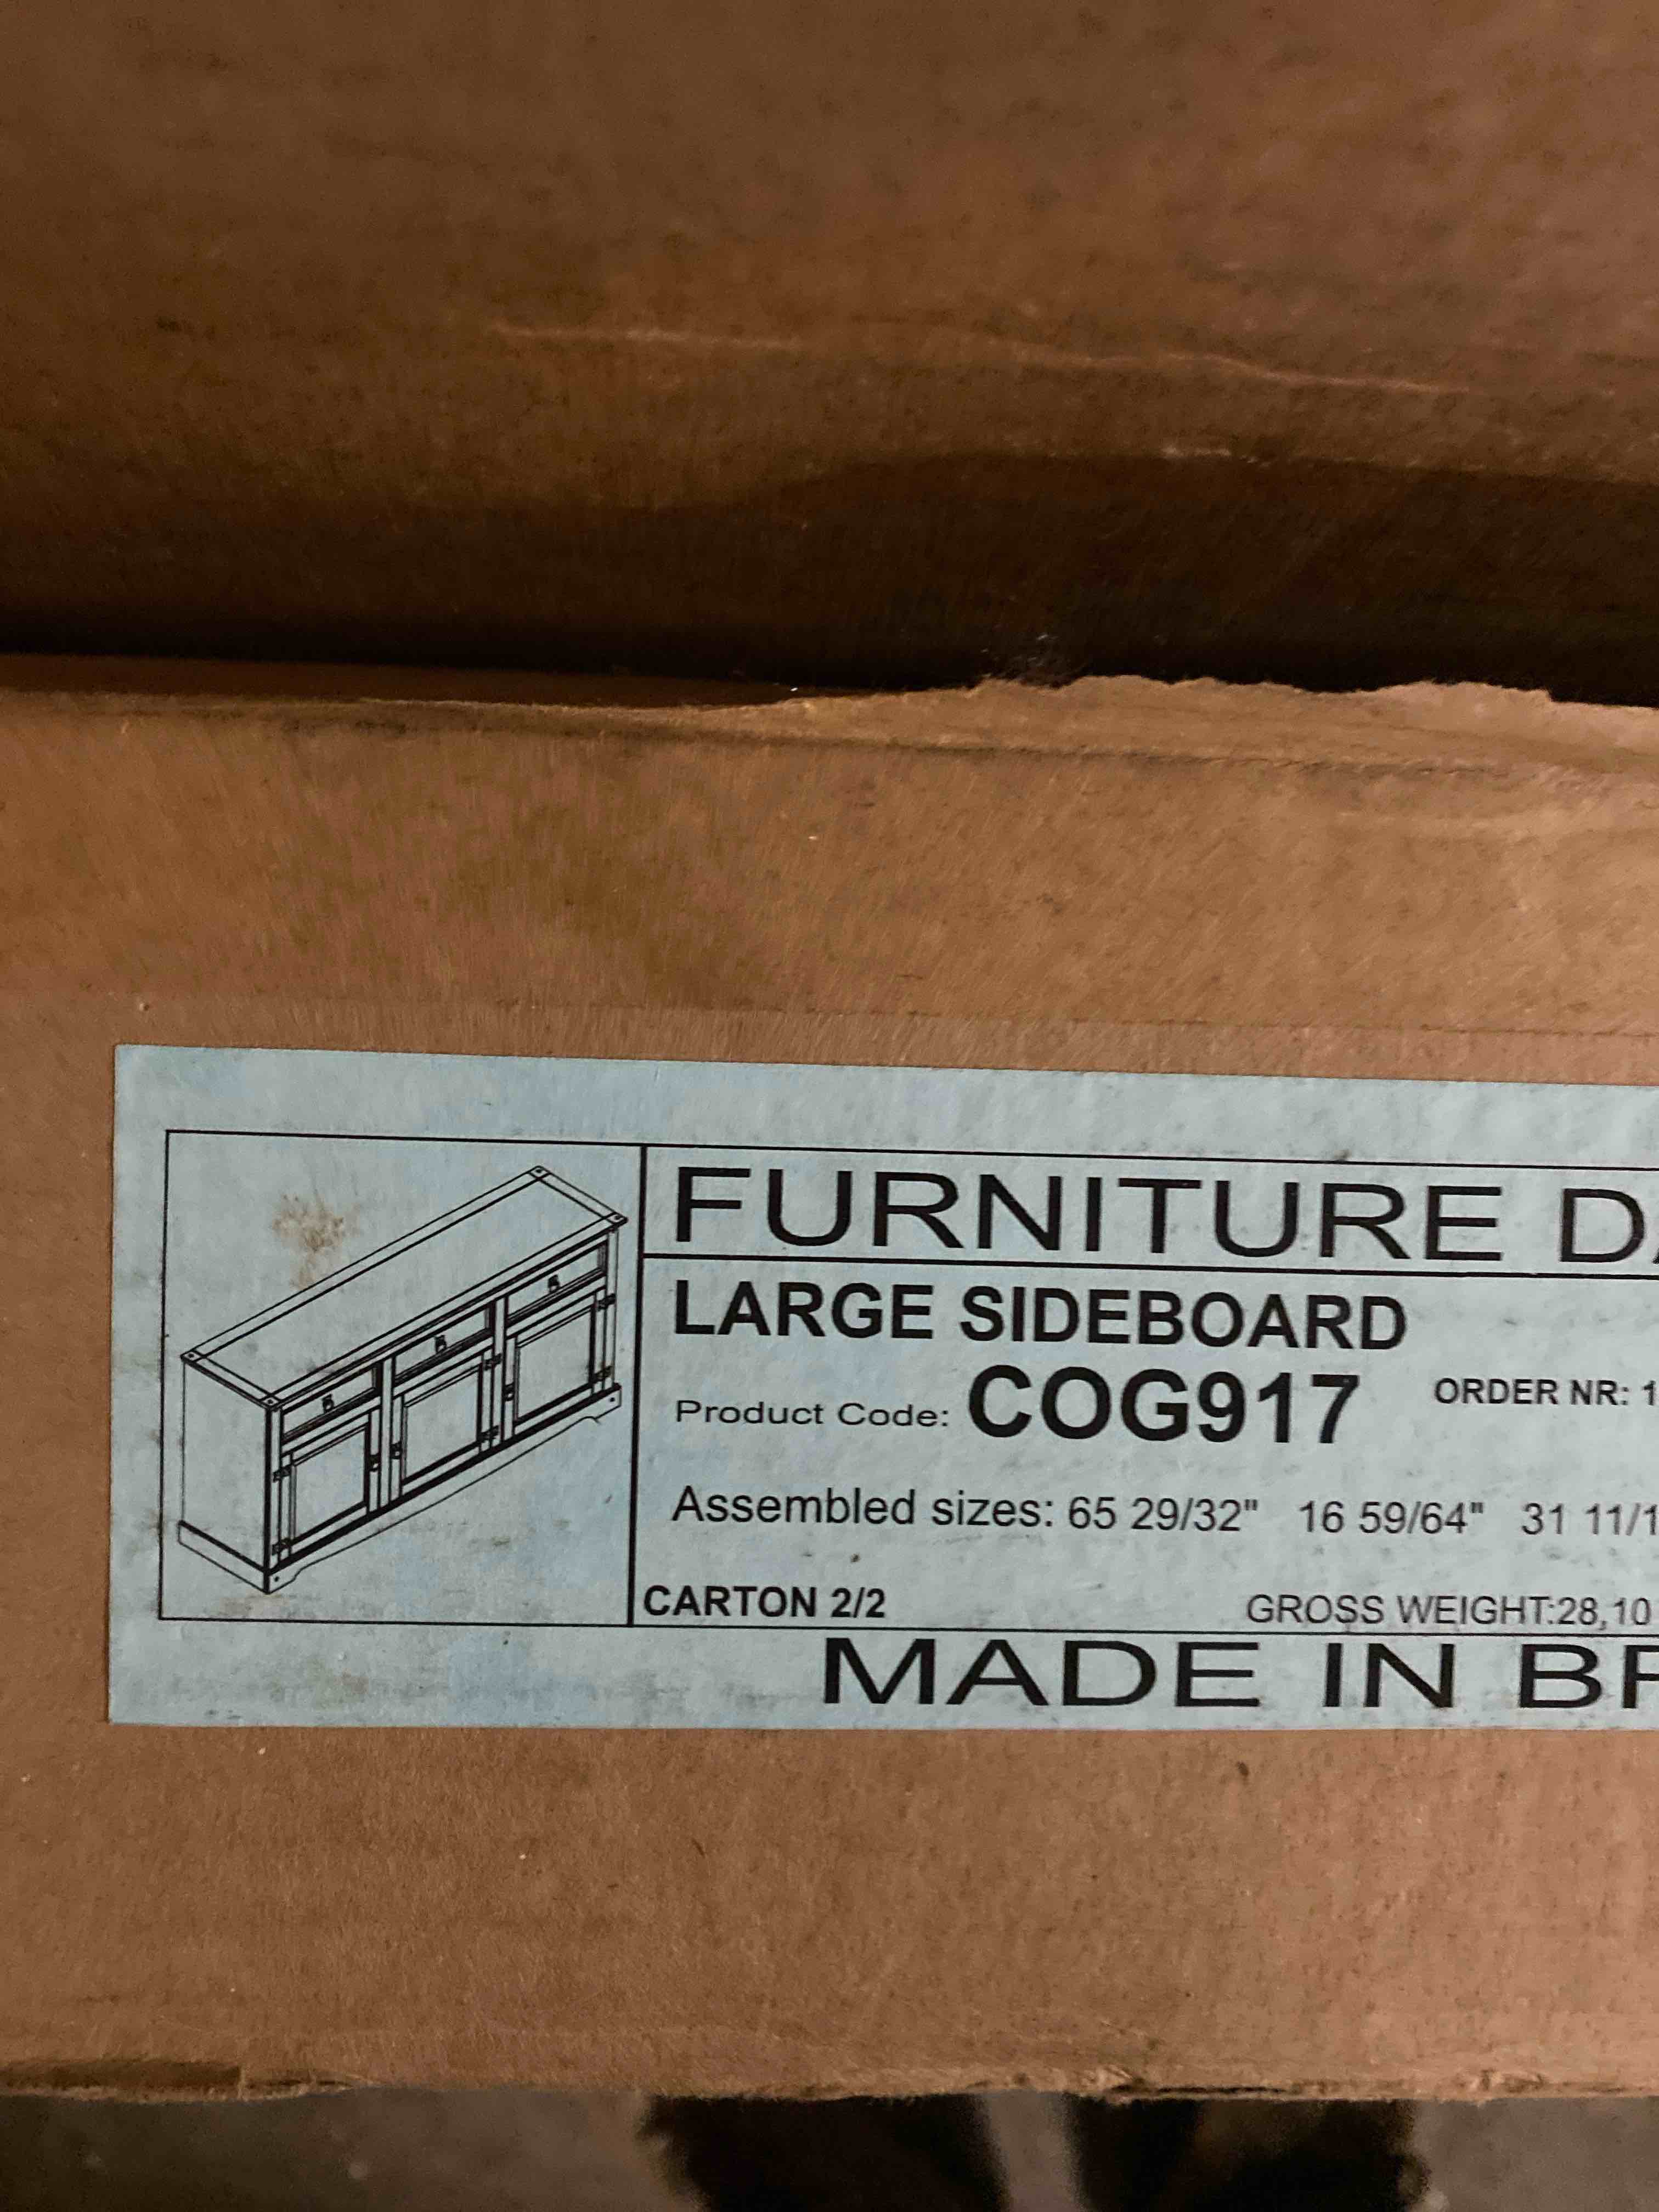 FURNITURE DA
LARGE SIDEBOARD
Product Code: COG917 ORDER NR: 1
Assembled sizes: 65 29/32" 16 59/64" 31 11/1
CARTON 2/2 GROSS WEIGHT:28,10
MADE IN BR